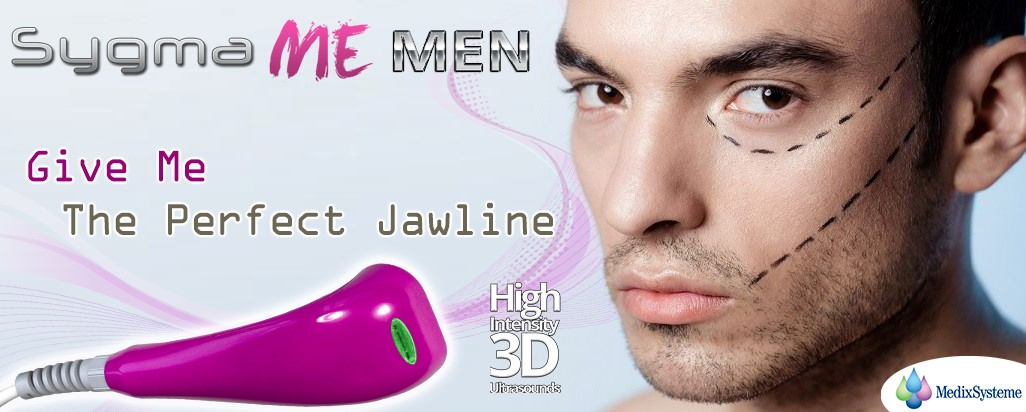 Sygma ME MEN
Give Me
The Perfect Jawline
High
Intensity
3D
Ultrasounds
MedixSysteme